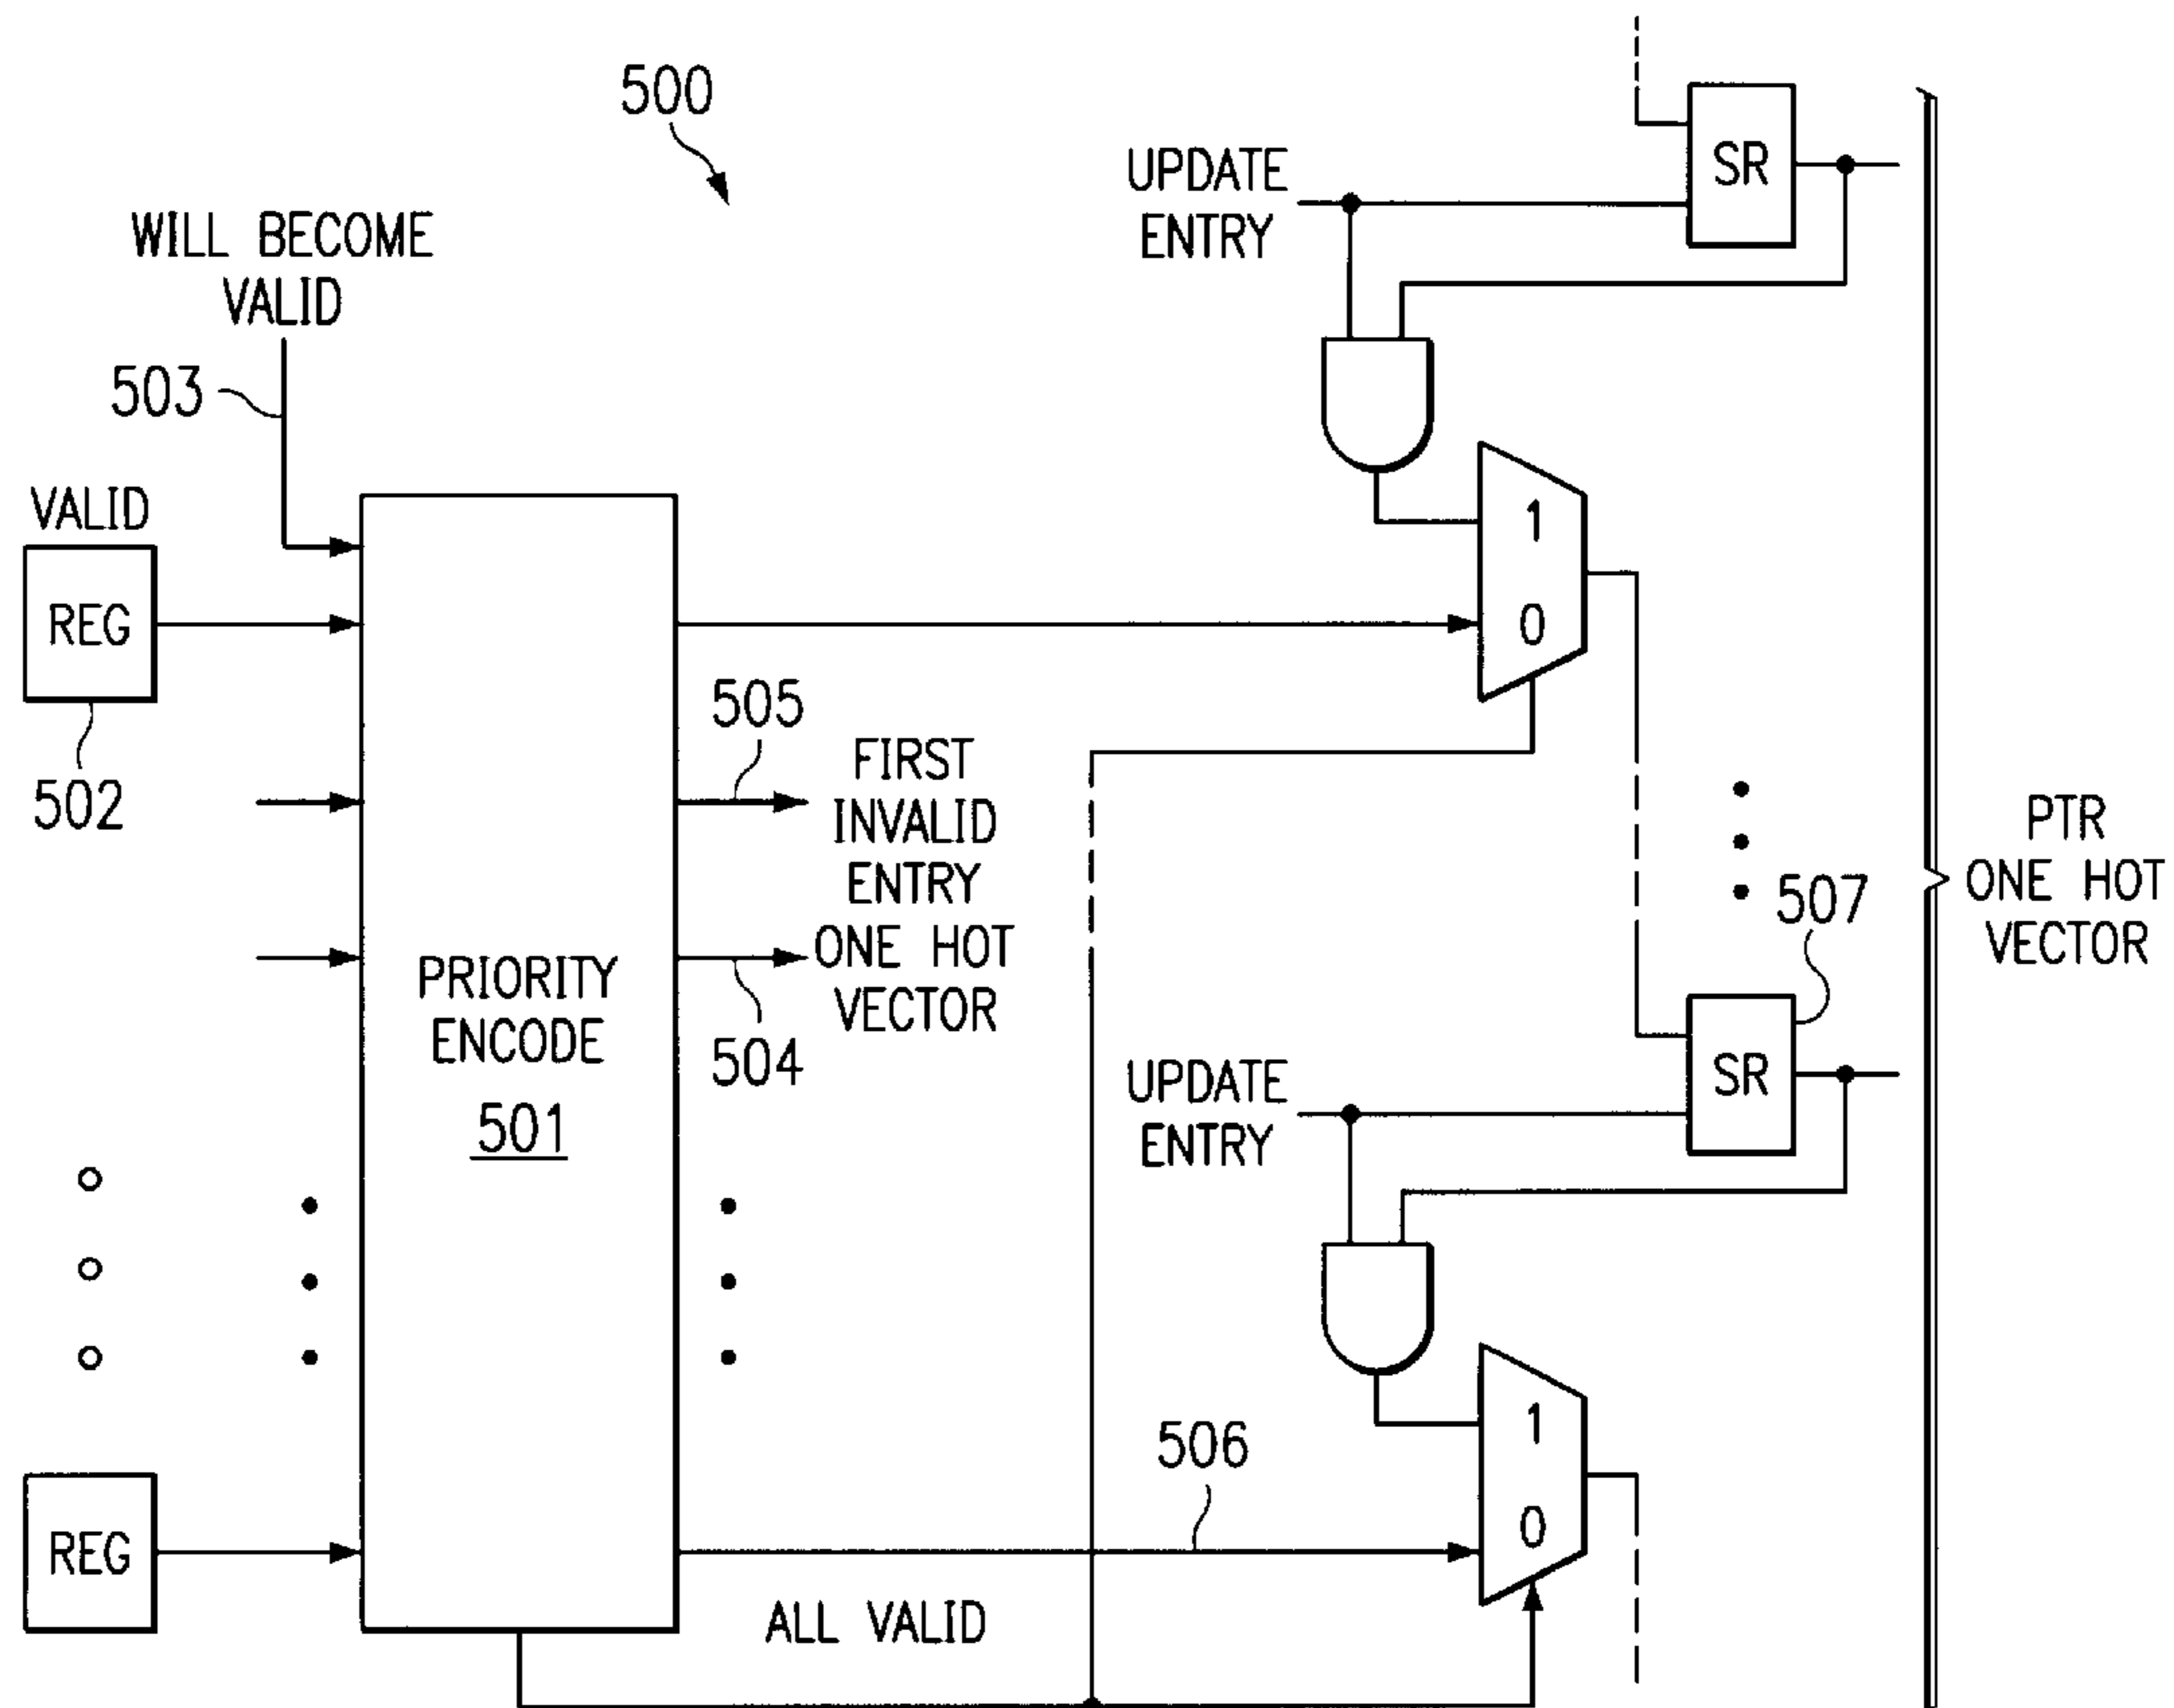 500
UPDATE
ENTRY
SR
WILL BECOME
VALID
503
VALID
REG
502
1
0
505
FIRST
INVALID
ENTRY
ONE HOT
VECTOR
504
PRIORITY
ENCODE
501
PTR
ONE HOT
VECTOR
507
SR
UPDATE
ENTRY
506
1
0
REG
ALL VALID